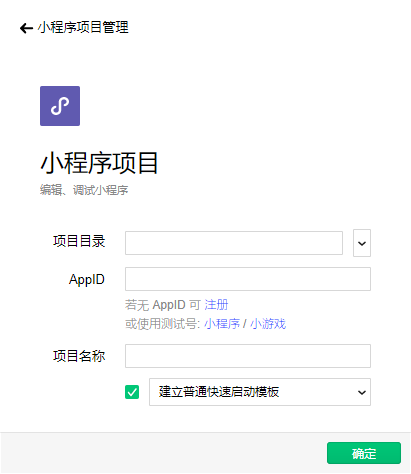 小程序项目管理
小程序项目
编辑、调试小程序
项目目录
AppID
若无 AppID 可 注册
或使用测试号: 小程序 / 小游戏
项目名称
建立普通快速启动模板
确定